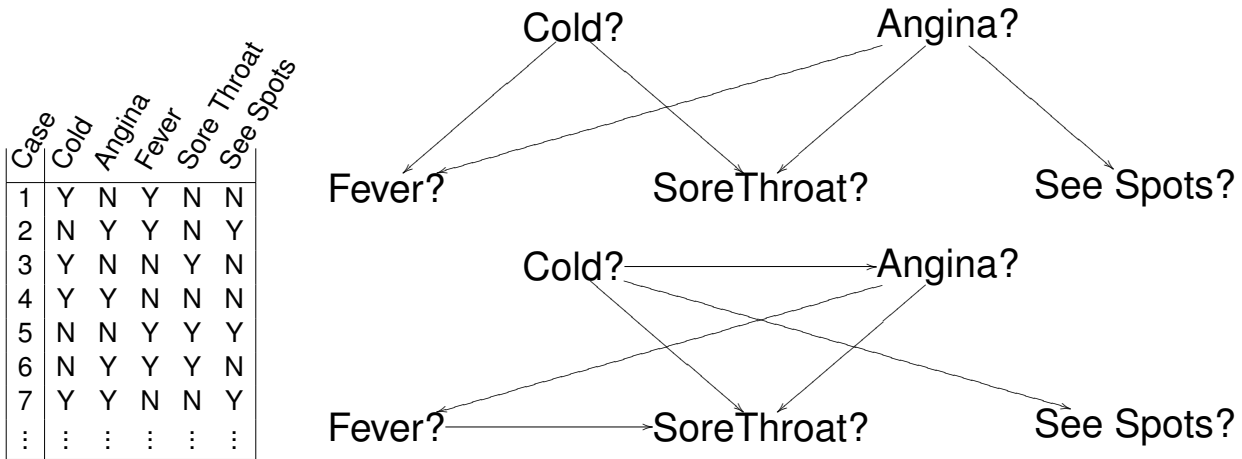 Case Cold Angina Fever Sore Throat See Spots
1 Y N Y N N
2 N Y Y N Y
3 Y N N Y N
4 Y Y N N N
5 N N Y Y Y
6 N Y Y Y N
7 Y Y N N Y
⋮ ⋮ ⋮ ⋮ ⋮ ⋮
Cold? Angina?
Fever? SoreThroat? See Spots?
Cold? Angina?
Fever? SoreThroat? See Spots?